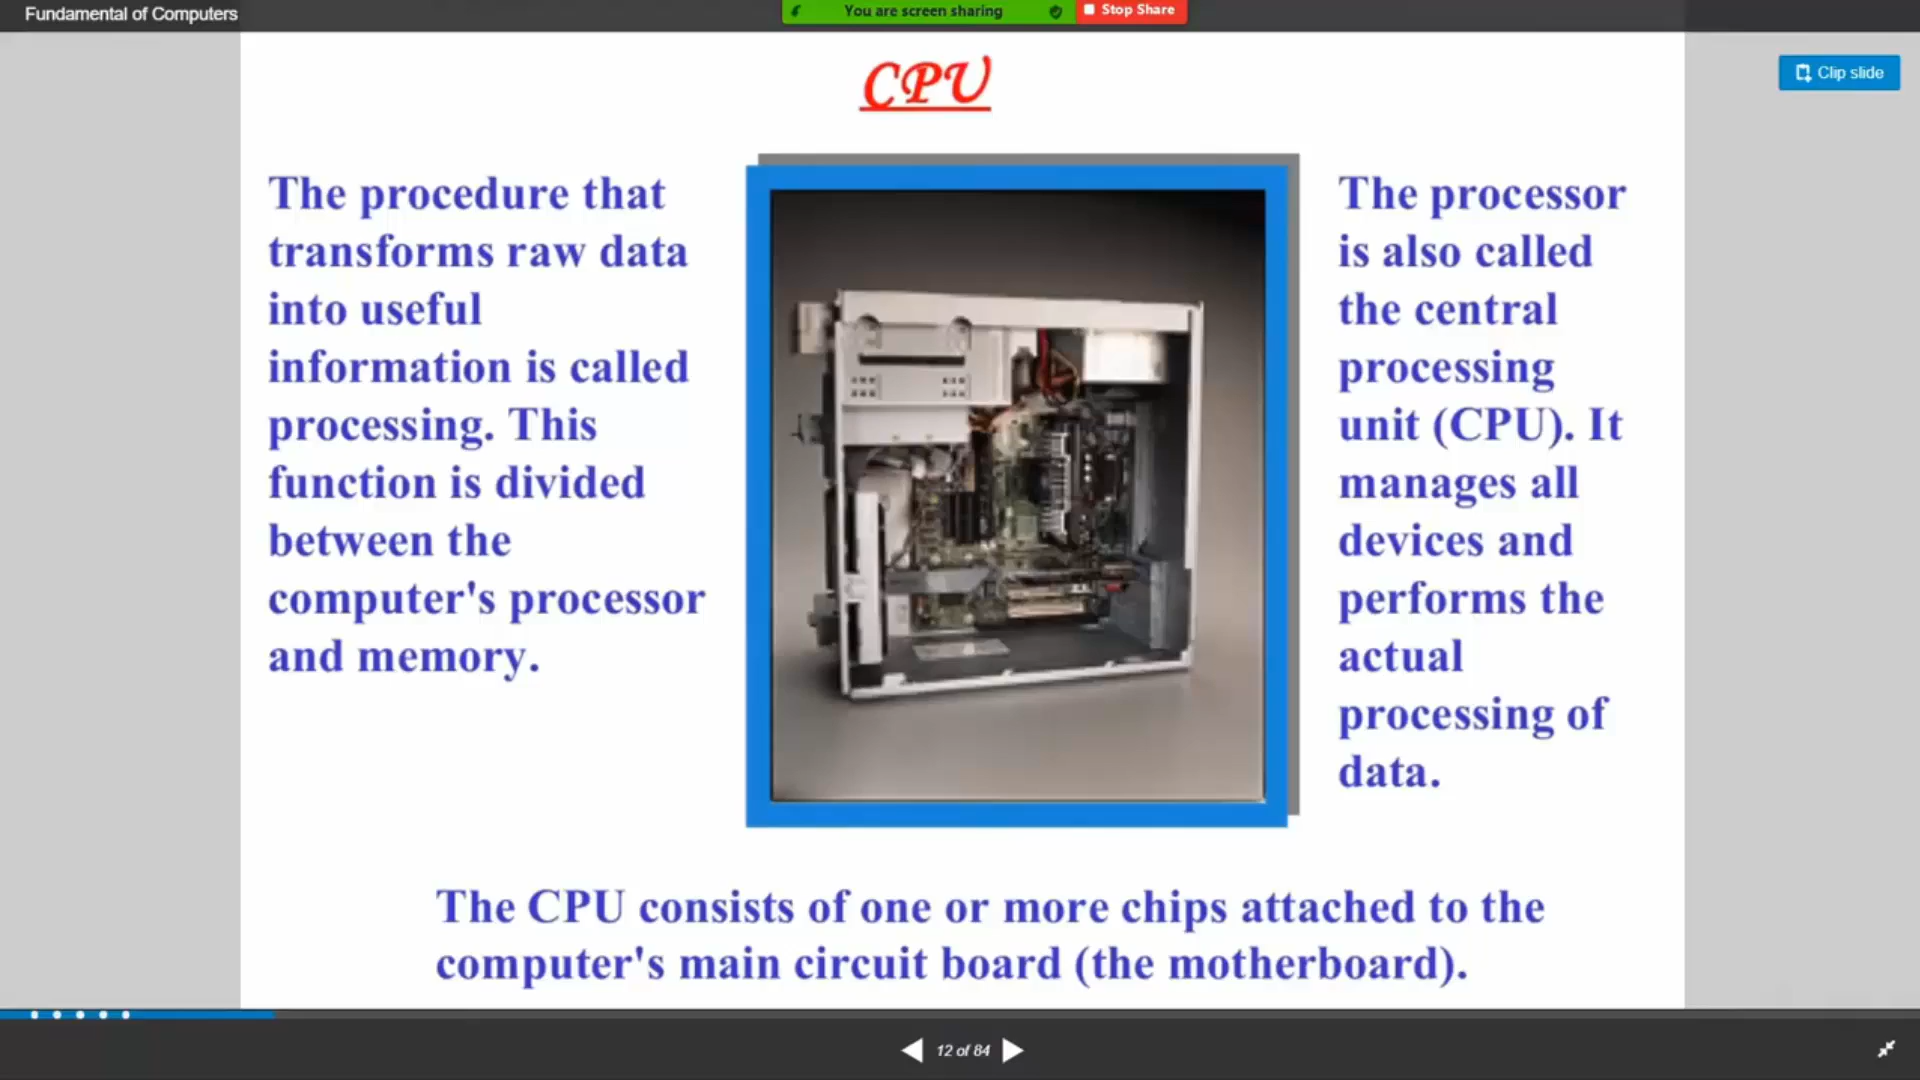 Fundamental of Computers
You are screen sharing
Stop Share
Clip slide
CPU
The procedure that
transforms raw data
into useful
information is called
processing. This
function is divided
between the
computer's processor
and memory.
The processor
is also called
the central
processing
unit (CPU). It
manages all
devices and
performs the
actual
processing of
data.
The CPU consists of one or more chips attached to the
computer's main circuit board (the motherboard).
12 of 84